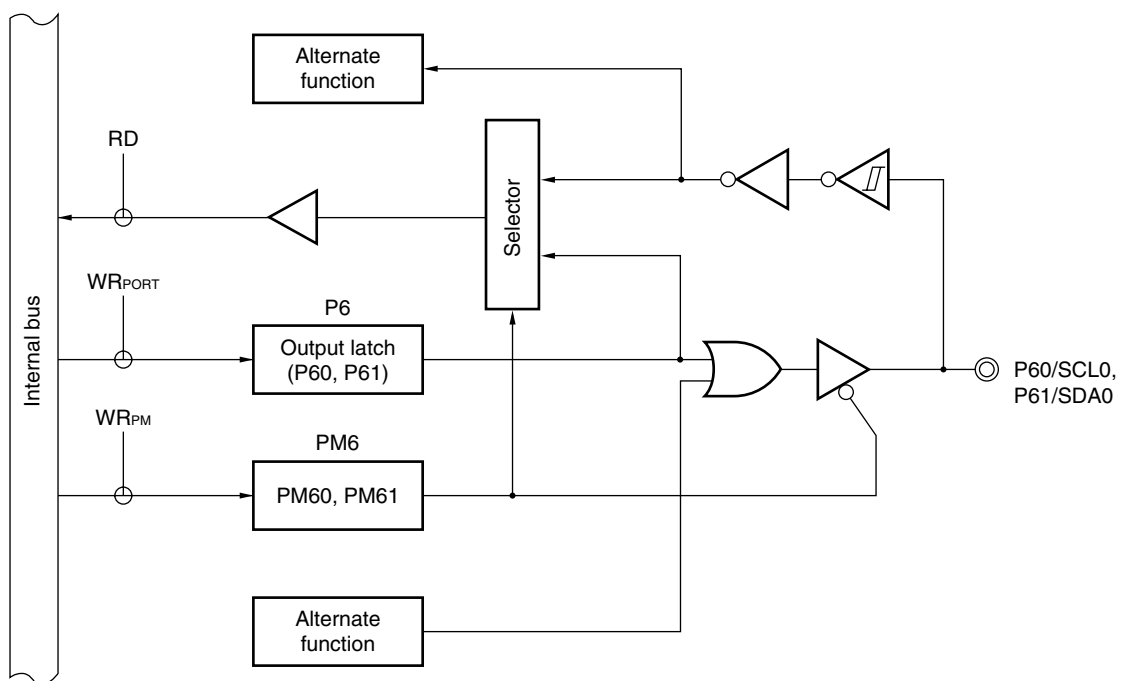 Alternate
function
RD
Selector
WRPORT
P6
Internal bus
Output latch
(P60, P61)
P60/SCL0,
P61/SDA0
WRPM
PM6
PM60, PM61
Alternate
function